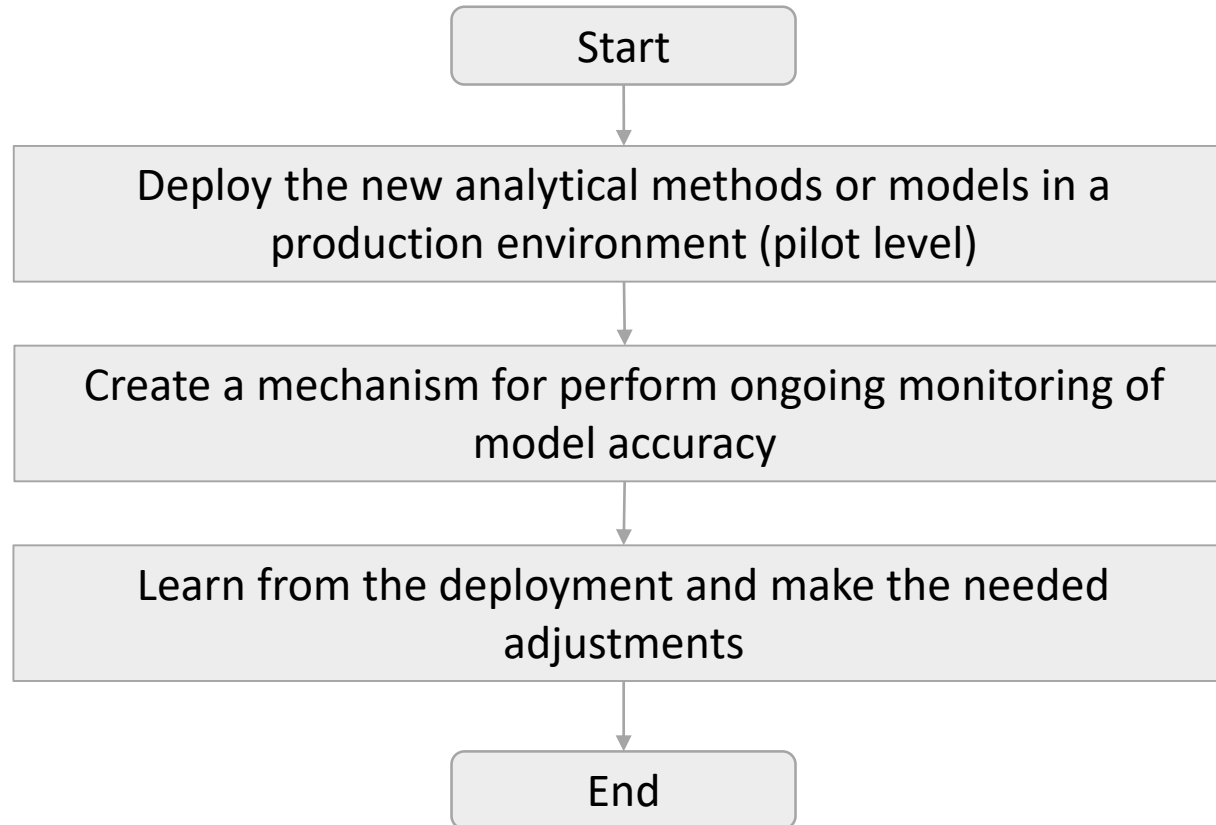 Start
Deploy the new analytical methods or models in a
production environment (pilot level)
Create a mechanism for perform ongoing monitoring of
model accuracy
Learn from the deployment and make the needed
adjustments
End